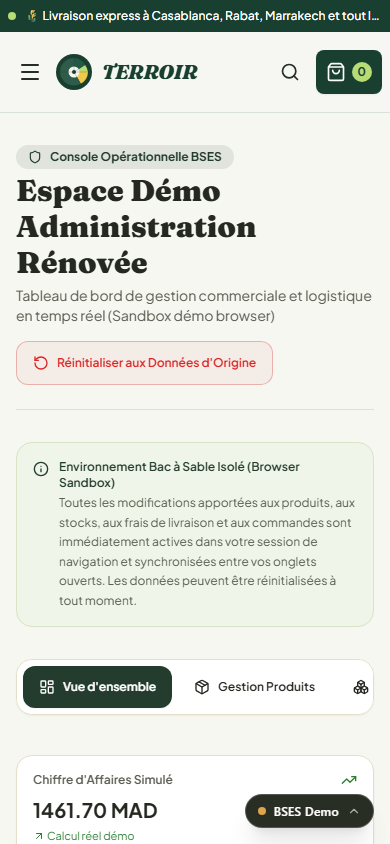 Livraison express à Casablanca, Rabat, Marrakech et tout l...
TERROIR
0
Console Opérationnelle BSES
Espace Démo
Administration
Rénovée
Tableau de bord de gestion commerciale et logistique
en temps réel (Sandbox démo browser)
Réinitialiser aux Données d'Origine
Environnement Bac à Sable Isolé (Browser
Sandbox)
Toutes les modifications apportées aux produits, aux
stocks, aux frais de livraison et aux commandes sont
immédiatement actives dans votre session de
navigation et synchronisées entre vos onglets
ouverts. Les données peuvent être réinitialisées à
tout moment.
Vue d'ensemble
Gestion Produits
Chiffre d'Affaires Simulé
1461.70 MAD
BSES Demo
Calcul réel démo